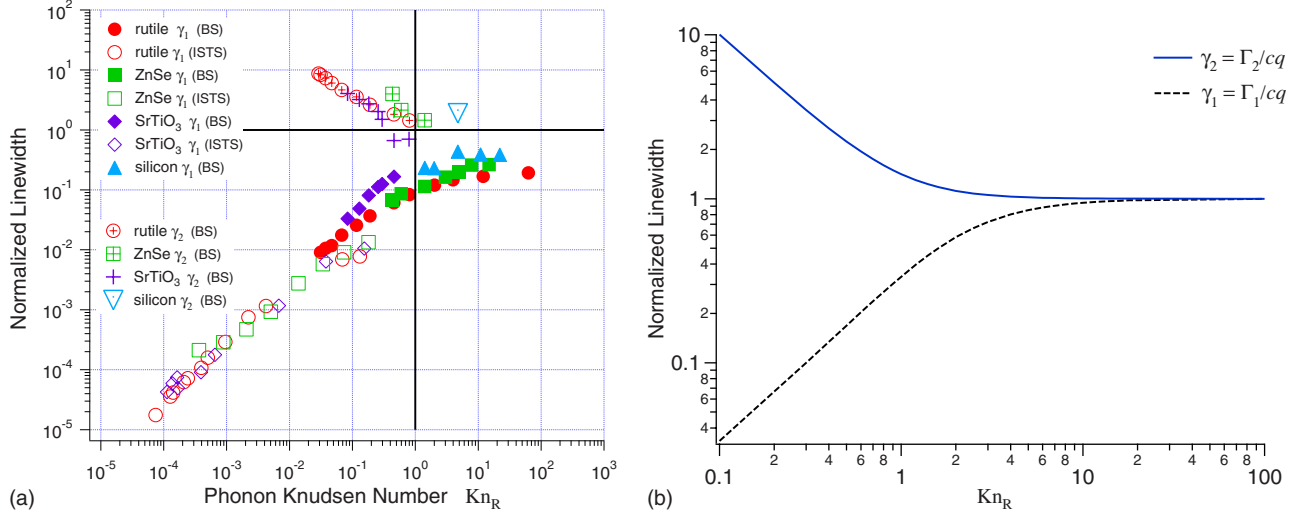 10²
10¹
10⁰
10⁻¹
10⁻²
10⁻³
10⁻⁴
10⁻⁵
Normalized Linewidth
rutile γ₁ (BS)
rutile γ₁ (ISTS)
ZnSe γ₁ (BS)
ZnSe γ₁ (ISTS)
SrTiO₃ γ₁ (BS)
SrTiO₃ γ₁ (ISTS)
silicon γ₁ (BS)
rutile γ₂ (BS)
ZnSe γ₂ (BS)
SrTiO₃ γ₂ (BS)
silicon γ₂ (BS)
10⁻⁵ 10⁻⁴ 10⁻³ 10⁻² 10⁻¹ 10⁰ 10¹ 10² 10³
(a) Phonon Knudsen Number Kn_R
10
8
6
4
2
1
8
6
4
2
0.1
8
6
4
Normalized Linewidth
γ₂ = Γ₂/cq
γ₁ = Γ₁/cq
0.1 2 4 6 8 1 2 4 6 8 10 2 4 6 8 100
(b) Kn_R